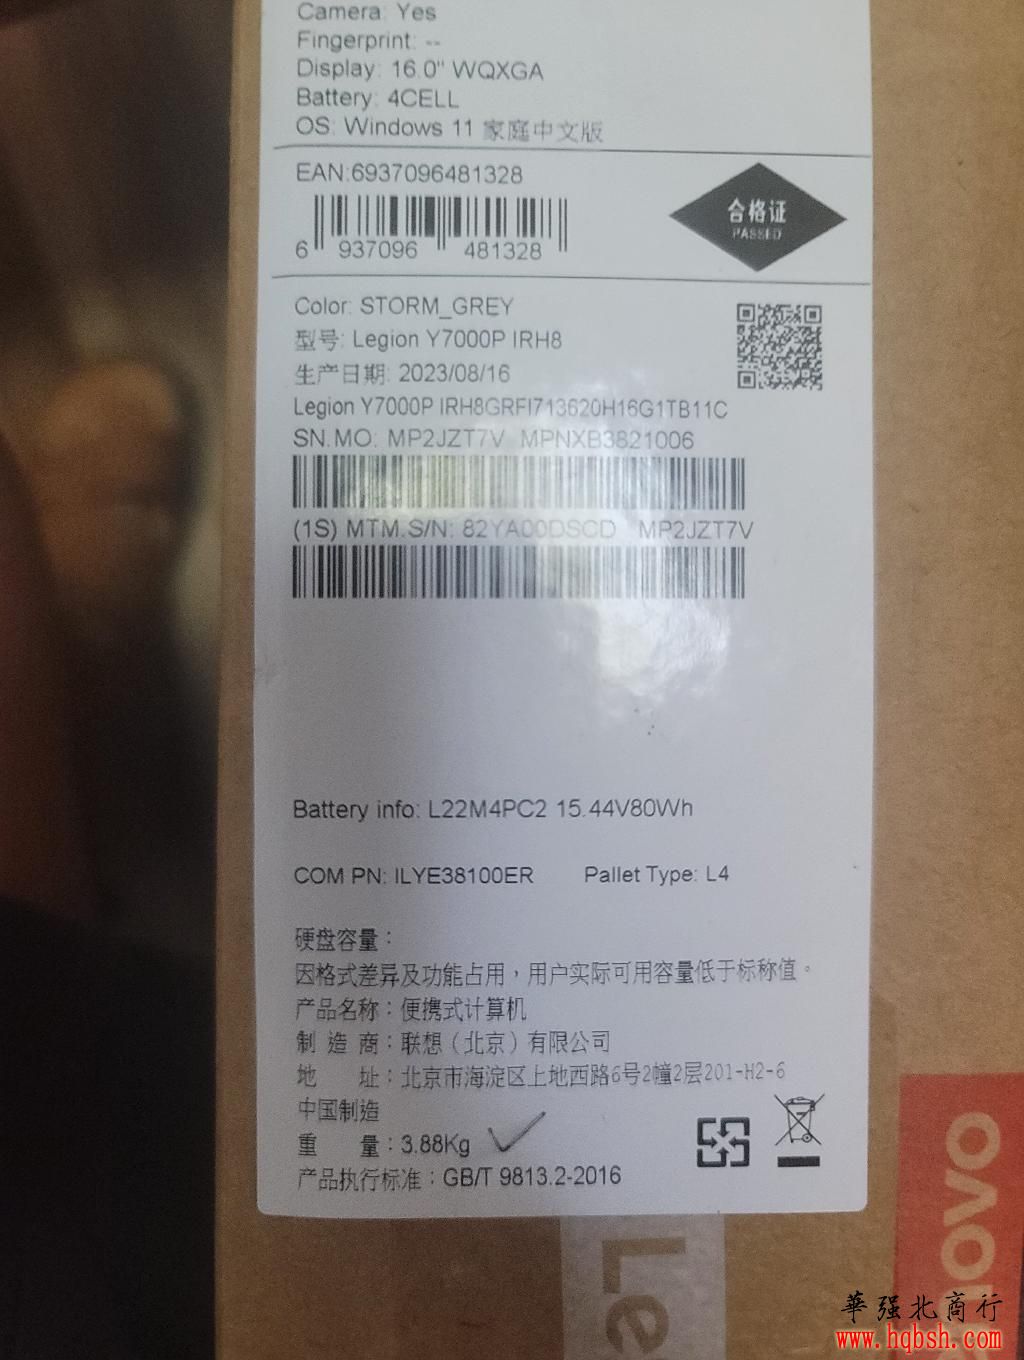 Camera: Yes
Fingerprint: --
Display: 16.0" WQXGA
Battery: 4CELL
OS: Windows 11 家庭中文版
EAN:6937096481328
6 937096 481328
合格证
PASSED
Color: STORM_GREY
型号: Legion Y7000P IRH8
生产日期: 2023/08/16
Legion Y7000P IRH8GRFI713620H16G1TB11C
SN.MO: MP2JZT7V MPNXB3821006
(1S) MTM.S/N: 82YA00DSCD MP2JZT7V
Battery info: L22M4PC2 15.44V80Wh
COM PN: ILYE38100ER Pallet Type: L4
硬盘容量：
因格式差异及功能占用，用户实际可用容量低于标称值。
产品名称：便携式计算机
制 造 商：联想（北京）有限公司
地 址：北京市海淀区上地西路6号2幢2层201-H2-6
中国制造
重 量：3.88Kg
产品执行标准：GB/T 9813.2-2016
Le
novo
華强北商行
www.hqbsh.com